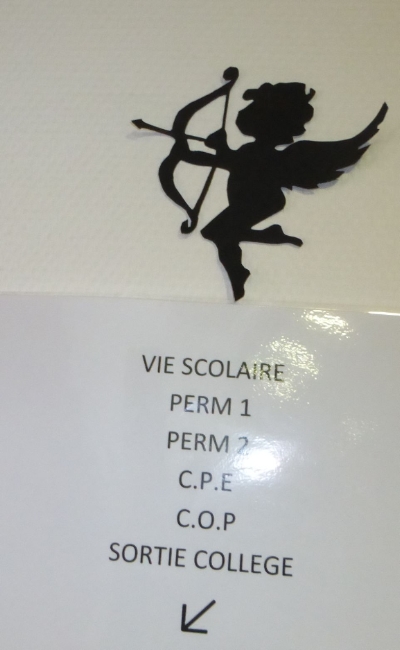 VIE SCOLAIRE
PERM 1
PERM 2
C.P.E
C.O.P
SORTIE COLLEGE